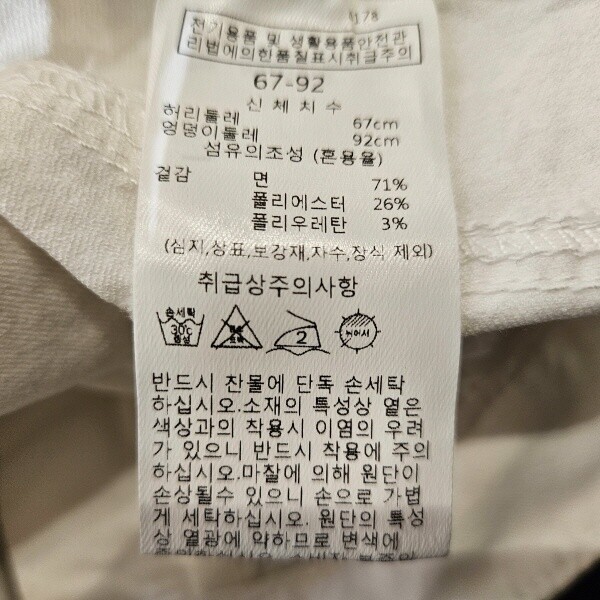 178
전기용품 및 생활용품안전관
리법에의한품질표시취급주의
67-92
신체치수
허리둘레 67cm
엉덩이둘레 92cm
섬유의조성 (혼용율)
겉감 면 71%
폴리에스터 26%
폴리우레탄 3%
(심지,상표,보강재,자수,장식 제외)
취급상주의사항
손세탁
30℃
중성
2
뉘어서
반드시 찬물에 단독 손세탁
하십시오.소재의 특성상 옅은
색상과의 착용시 이염의 우려
가 있으니 반드시 착용에 주의
하십시오.마찰에 의해 원단이
손상될수 있으니 손으로 가볍
게 세탁하십시오. 원단의 특성
상 열광에 약하므로 변색에